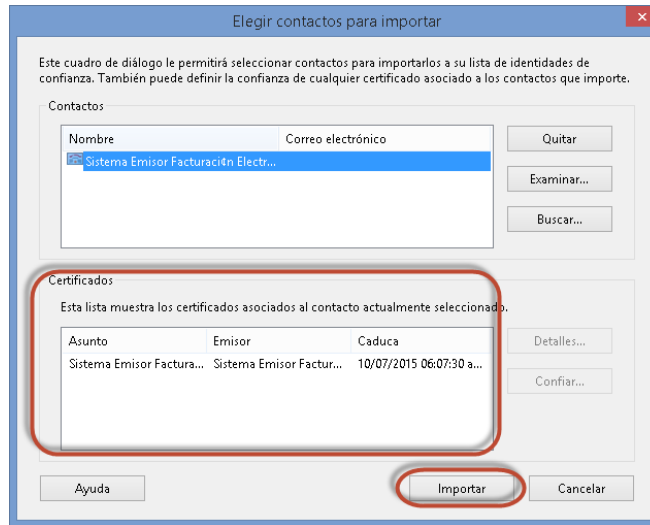 Elegir contactos para importar
Este cuadro de diálogo le permitirá seleccionar contactos para importarlos a su lista de identidades de
confianza. También puede definir la confianza de cualquier certificado asociado a los contactos que importe.
Contactos
Nombre Correo electrónico
Sistema Emisor Facturaci¢n Electr...
Quitar
Examinar...
Buscar...
Certificados
Esta lista muestra los certificados asociados al contacto actualmente seleccionado.
Asunto Emisor Caduca
Sistema Emisor Factura... Sistema Emisor Factur... 10/07/2015 06:07:30 a...
Detalles...
Confiar...
Ayuda Importar Cancelar